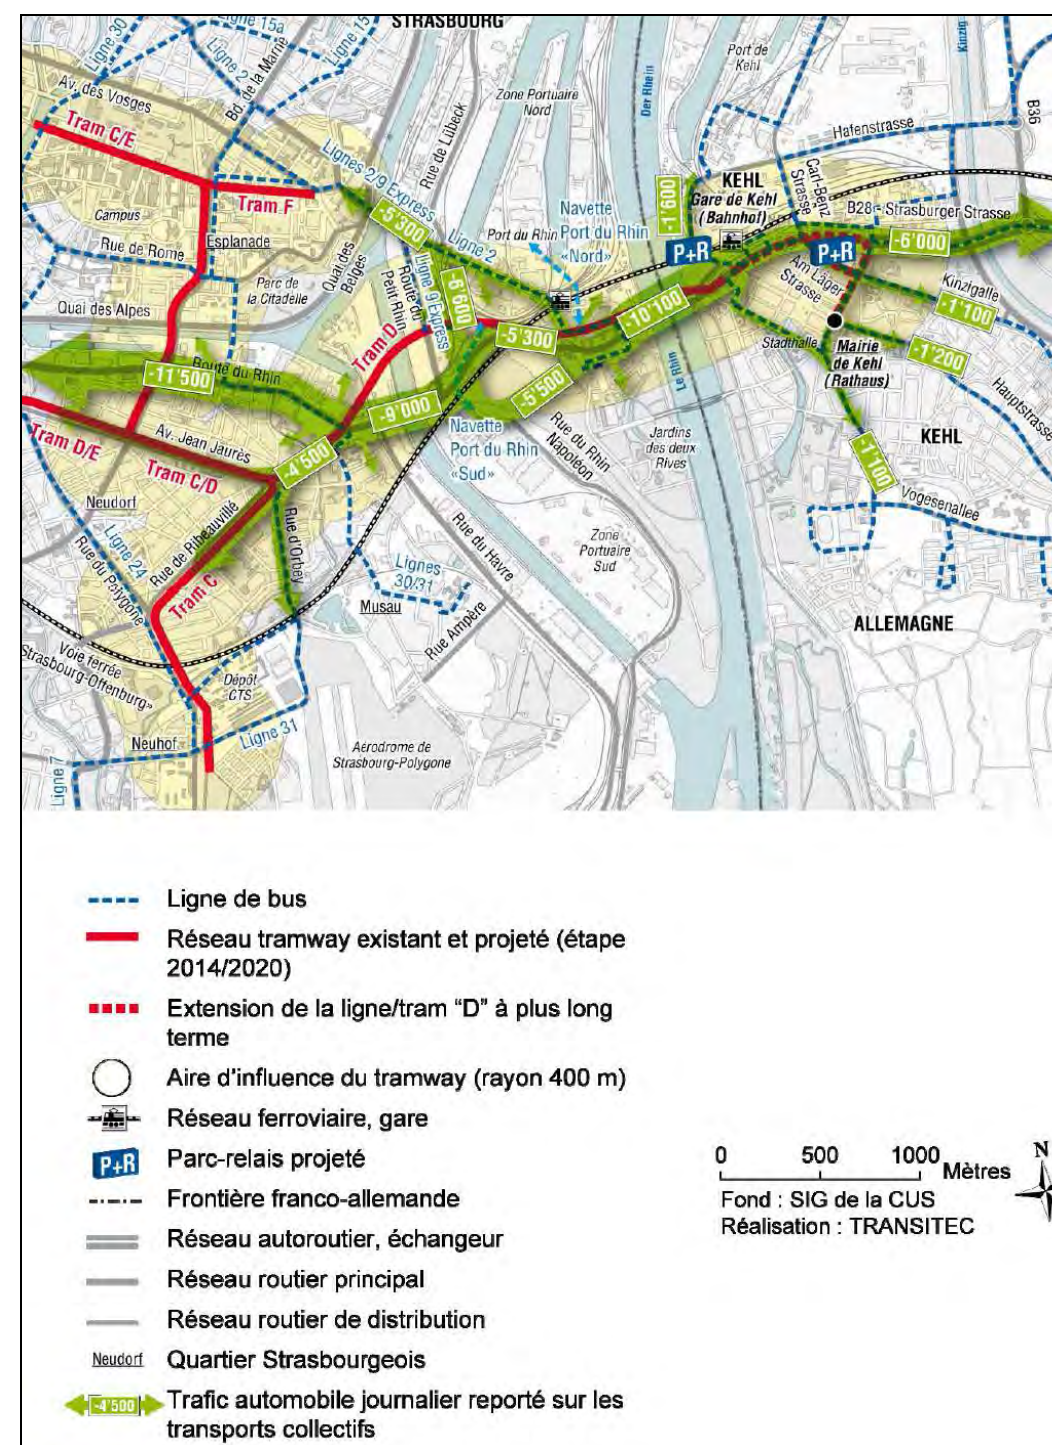 STRASBOURG
Ligne 30
Ligne 15a
Ligne 15
Ligne 2
Bd. de la Marne
Av. des Vosges
Tram C/E
Tram F
Campus
Rue de Rome
Esplanade
Parc de
la Citadelle
Quai des
Belges
Quai des Alpes
Rue de Lübeck
Lignes 2/9 Express
-5'300
Ligne 2
Zone Portuaire
Nord
Port de
Kehl
Der Rhein
Kinzig
B36
Hafenstrasse
Carl-Benz
Strasse
KEHL
Gare de Kehl
(Bahnhof)
-1'600
P+R
B28 - Strasburger Strasse
-6'000
P+R
Navette
Port du Rhin
«Nord»
Port du Rhin
Route du
Petit Rhin
Ligne 9 Express
-6'600
-5'300
-10'100
Am Läger
Strasse
Kinzigalle
-1'100
-1'200
Stadthalle
Mairie
de Kehl
(Rathaus)
Hauptstrasse
Tram D
Route du Rhin
-11'500
-9'000
-5'500
Le Rhin
-4'500
Av. Jean Jaurès
Tram D/E
Tram C/D
Navette
Port du Rhin
«Sud»
Rue du Rhin
Napoléon
Jardins
des deux
Rives
KEHL
-1'100
Vogesenallee
Neudorf
Ligne 24
Rue du Polygone
Rue de Ribeauvillé
Tram C
Rue d'Orbey
Lignes
30/31
Musau
Rue du Havre
Rue Ampère
Zone
Portuaire
Sud
ALLEMAGNE
Voie ferrée
Strasbourg-Offenburg»
Dépôt
CTS
Neuhof
Ligne 31
Ligne 7
Aérodrome de
Strasbourg-Polygone
Ligne de bus
Réseau tramway existant et projeté (étape
2014/2020)
Extension de la ligne/tram “D” à plus long
terme
Aire d'influence du tramway (rayon 400 m)
Réseau ferroviaire, gare
P+R Parc-relais projeté
Frontière franco-allemande
Réseau autoroutier, échangeur
Réseau routier principal
Réseau routier de distribution
Neudorf Quartier Strasbourgeois
-4'500 Trafic automobile journalier reporté sur les
transports collectifs
0 500 1000 Mètres
N
Fond : SIG de la CUS
Réalisation : TRANSITEC